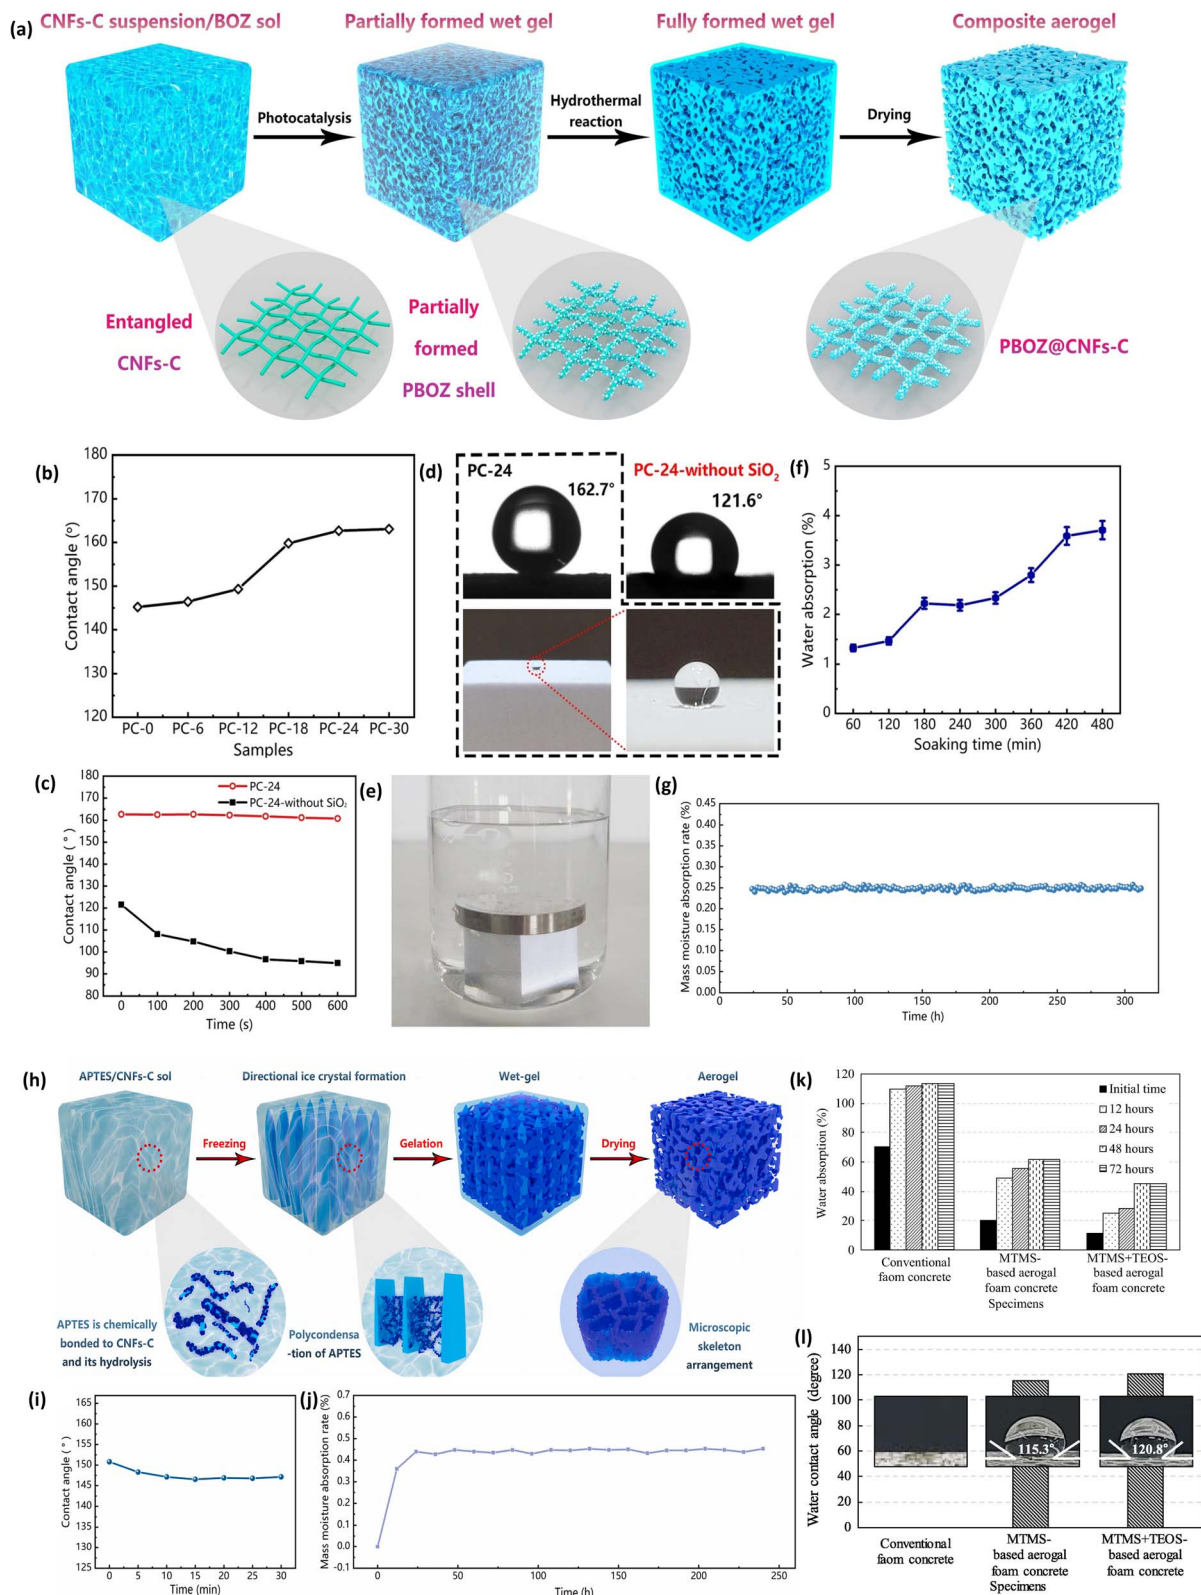 (a)
CNFs-C suspension/BOZ sol
Partially formed wet gel
Fully formed wet gel
Composite aerogel
Photocatalysis
Hydrothermal
reaction
Drying
Entangled
CNFs-C
Partially
formed
PBOZ shell
PBOZ@CNFs-C
(b)
Contact angle (°)
180
170
160
150
140
130
120
PC-0 PC-6 PC-12 PC-18 PC-24 PC-30
Samples
(d)
PC-24
162.7°
PC-24-without SiO₂
121.6°
(f)
Water absorption (%)
5
4
3
2
1
0
60 120 180 240 300 360 420 480
Soaking time (min)
(c)
Contact angle ( ° )
180
170
160
150
140
130
120
110
100
90
80
PC-24
PC-24-without SiO₂
0 100 200 300 400 500 600
Time (s)
(e)
(g)
Mass moisture absorption rate (%)
0.45
0.40
0.35
0.30
0.25
0.20
0.15
0.10
0.05
0.00
0 50 100 150 200 250 300
Time (h)
(h)
APTES/CNFs-C sol
Directional ice crystal formation
Wet-gel
Aerogel
Freezing
Gelation
Drying
APTES is chemically
bonded to CNFs-C
and its hydrolysis
Polycondensa
-tion of APTES
Microscopic
skeleton
arrangement
(k)
Water absorption (%)
120
100
80
60
40
20
0
Initial time
12 hours
24 hours
48 hours
72 hours
Conventional
faom concrete
MTMS-
based aerogal
foam concrete
Specimens
MTMS+TEOS-
based aerogal
foam concrete
(i)
Contact angle ( ° )
165
160
155
150
145
140
135
130
125
0 5 10 15 20 25 30
Time (min)
(j)
Mass moisture absorption rate (%)
0.7
0.6
0.5
0.4
0.3
0.2
0.1
0.0
-0.1
0 50 100 150 200 250
Time (h)
(l)
Water contact angle (degree)
140
120
100
80
60
40
20
0
115.3°
120.8°
Conventional
faom concrete
MTMS-
based aerogal
foam concrete
Specimens
MTMS+TEOS-
based aerogal
foam concrete